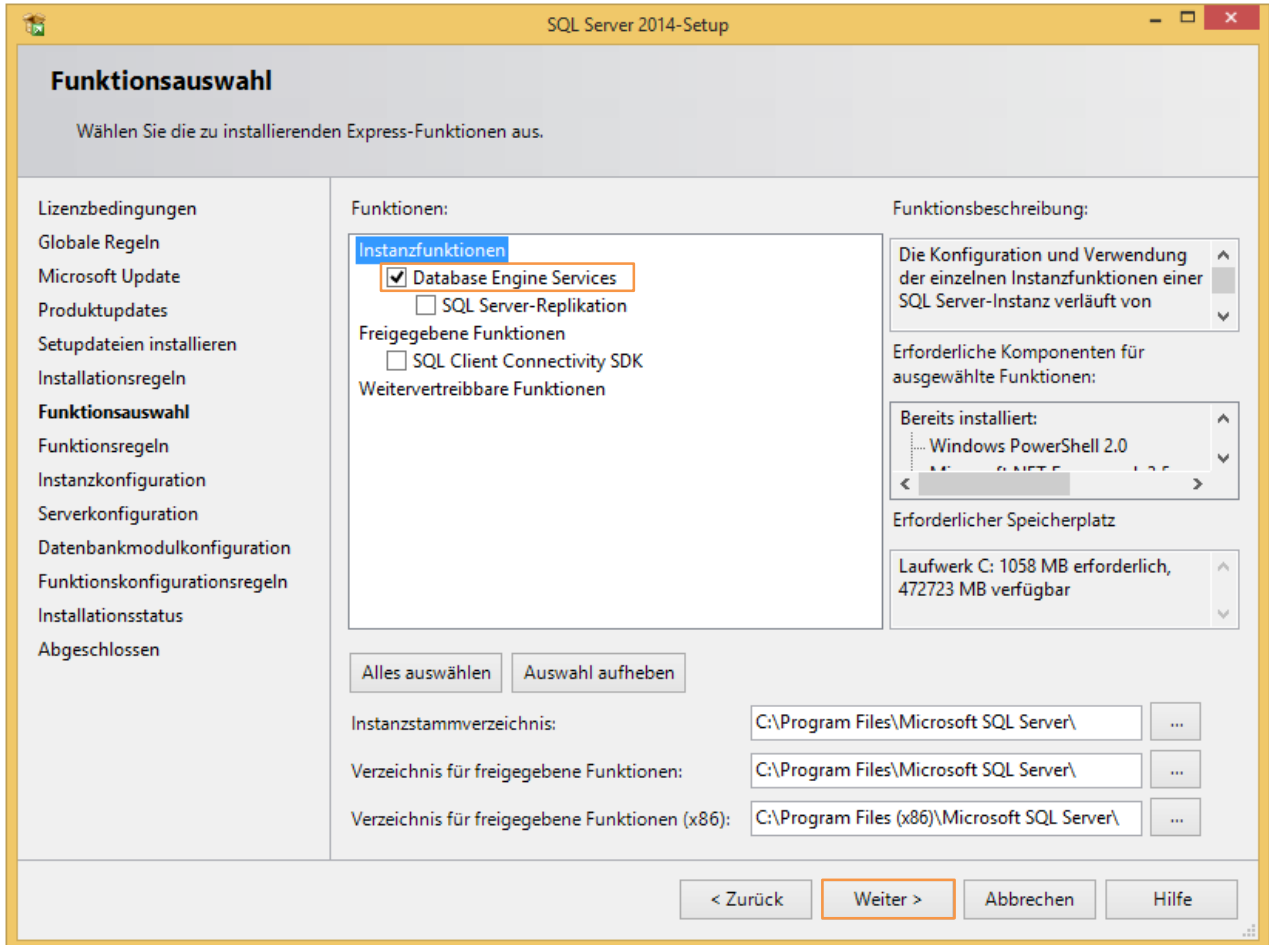 SQL Server 2014-Setup
Funktionsauswahl
Wählen Sie die zu installierenden Express-Funktionen aus.
Lizenzbedingungen
Globale Regeln
Microsoft Update
Produktupdates
Setupdateien installieren
Installationsregeln
Funktionsauswahl
Funktionsregeln
Instanzkonfiguration
Serverkonfiguration
Datenbankmodulkonfiguration
Funktionskonfigurationsregeln
Installationsstatus
Abgeschlossen
Funktionen:
Instanzfunktionen
Database Engine Services
SQL Server-Replikation
Freigegebene Funktionen
SQL Client Connectivity SDK
Weitervertreibbare Funktionen
Funktionsbeschreibung:
Die Konfiguration und Verwendung
der einzelnen Instanzfunktionen einer
SQL Server-Instanz verläuft von
Erforderliche Komponenten für
ausgewählte Funktionen:
Bereits installiert:
Windows PowerShell 2.0
Erforderlicher Speicherplatz
Laufwerk C: 1058 MB erforderlich,
472723 MB verfügbar
Alles auswählen
Auswahl aufheben
Instanzstammverzeichnis:
C:\Program Files\Microsoft SQL Server\
...
Verzeichnis für freigegebene Funktionen:
C:\Program Files\Microsoft SQL Server\
...
Verzeichnis für freigegebene Funktionen (x86):
C:\Program Files (x86)\Microsoft SQL Server\
...
< Zurück
Weiter >
Abbrechen
Hilfe